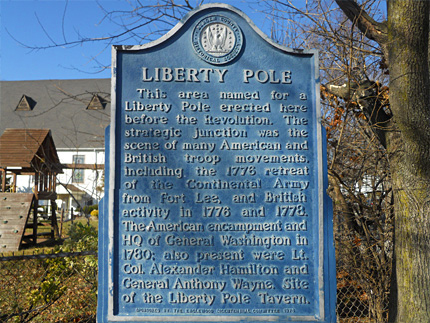 LIBERTY POLE
This area named for a
Liberty Pole erected here
before the Revolution. The
strategic junction was the
scene of many American and
British troop movements,
including the 1776 retreat
of the Continental Army
from Fort Lee, and British
activity in 1776 and 1778.
The American encampment and
HQ of General Washington in
1780; also present were Lt.
Col. Alexander Hamilton and
General Anthony Wayne. Site
of the Liberty Pole Tavern.